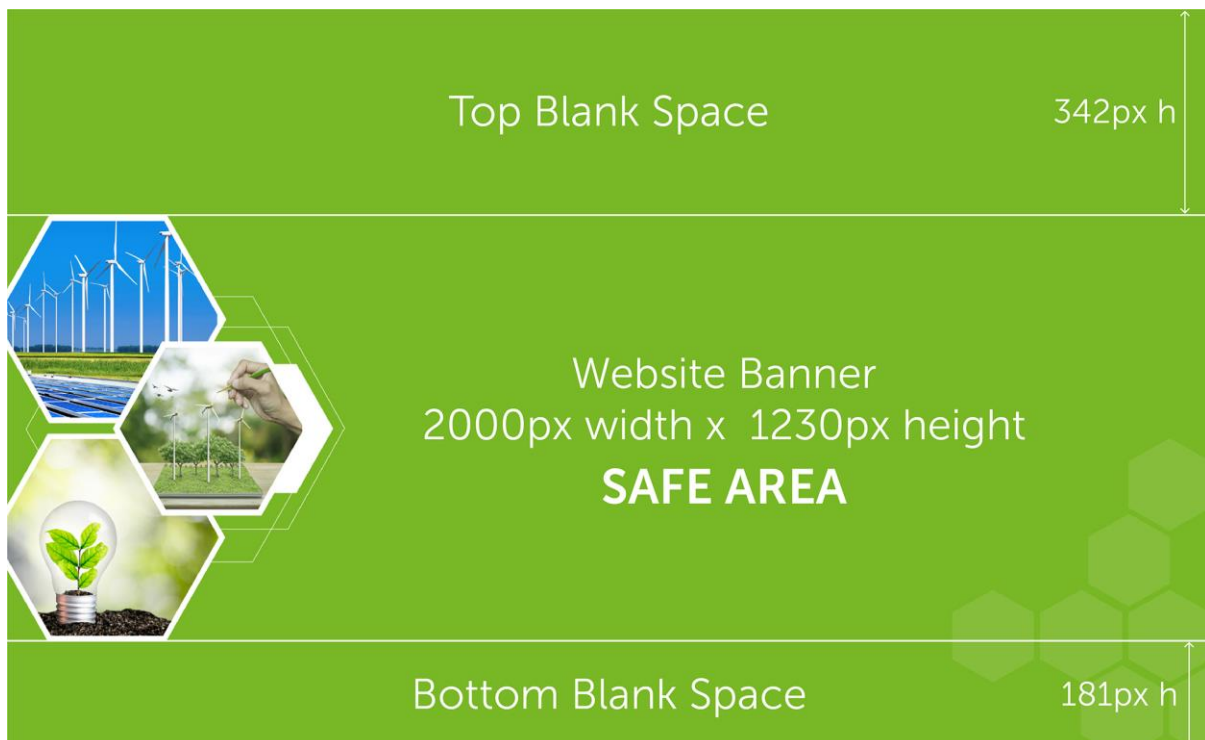 Top Blank Space
342px h
Website Banner
2000px width x 1230px height
SAFE AREA
Bottom Blank Space
181px h